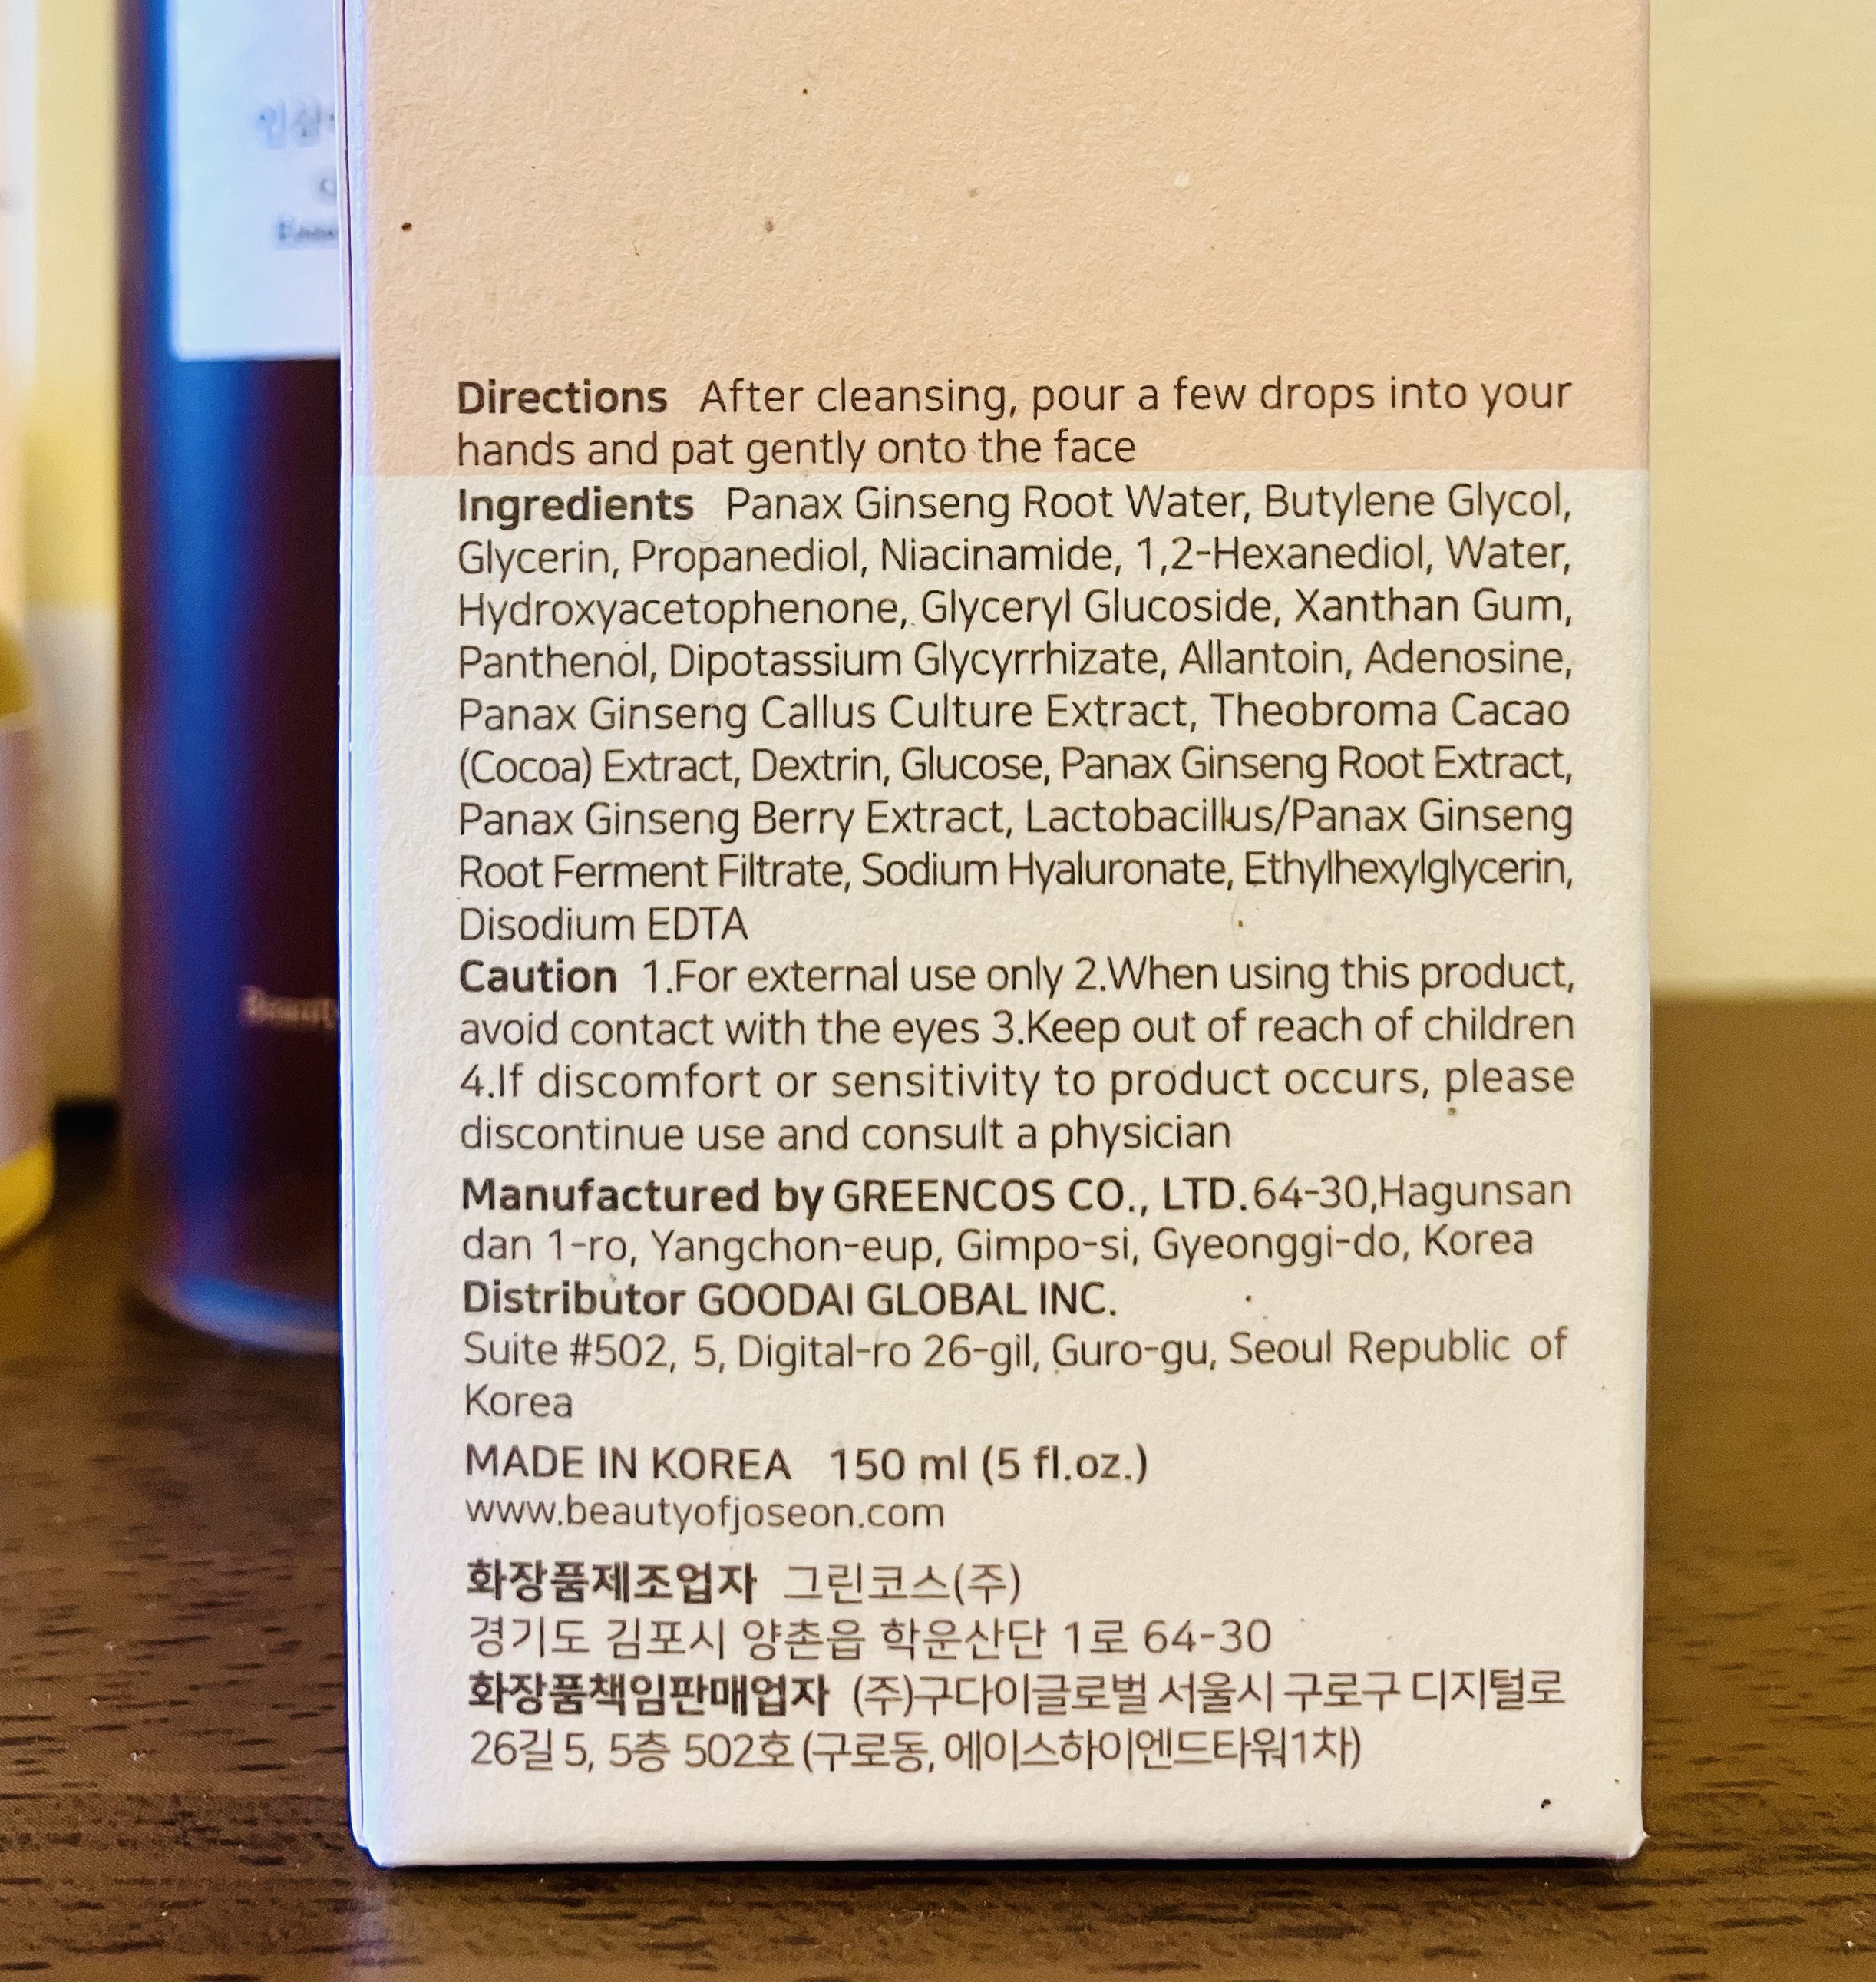 Directions After cleansing, pour a few drops into your
hands and pat gently onto the face
Ingredients Panax Ginseng Root Water, Butylene Glycol,
Glycerin, Propanediol, Niacinamide, 1,2-Hexanediol, Water,
Hydroxyacetophenone, Glyceryl Glucoside, Xanthan Gum,
Panthenol, Dipotassium Glycyrrhizate, Allantoin, Adenosine,
Panax Ginseng Callus Culture Extract, Theobroma Cacao
(Cocoa) Extract, Dextrin, Glucose, Panax Ginseng Root Extract,
Panax Ginseng Berry Extract, Lactobacillus/Panax Ginseng
Root Ferment Filtrate, Sodium Hyaluronate, Ethylhexylglycerin,
Disodium EDTA
Caution 1.For external use only 2.When using this product,
avoid contact with the eyes 3.Keep out of reach of children
4.If discomfort or sensitivity to product occurs, please
discontinue use and consult a physician
Manufactured by GREENCOS CO., LTD.64-30,Hagunsan
dan 1-ro, Yangchon-eup, Gimpo-si, Gyeonggi-do, Korea
Distributor GOODAI GLOBAL INC.
Suite #502, 5, Digital-ro 26-gil, Guro-gu, Seoul Republic of
Korea
MADE IN KOREA 150 ml (5 fl.oz.)
www.beautyofjoseon.com
화장품제조업자 그린코스(주)
경기도 김포시 양촌읍 학운산단 1로 64-30
화장품책임판매업자 (주)구다이글로벌 서울시 구로구 디지털로
26길 5, 5층 502호 (구로동, 에이스하이엔드타워1차)